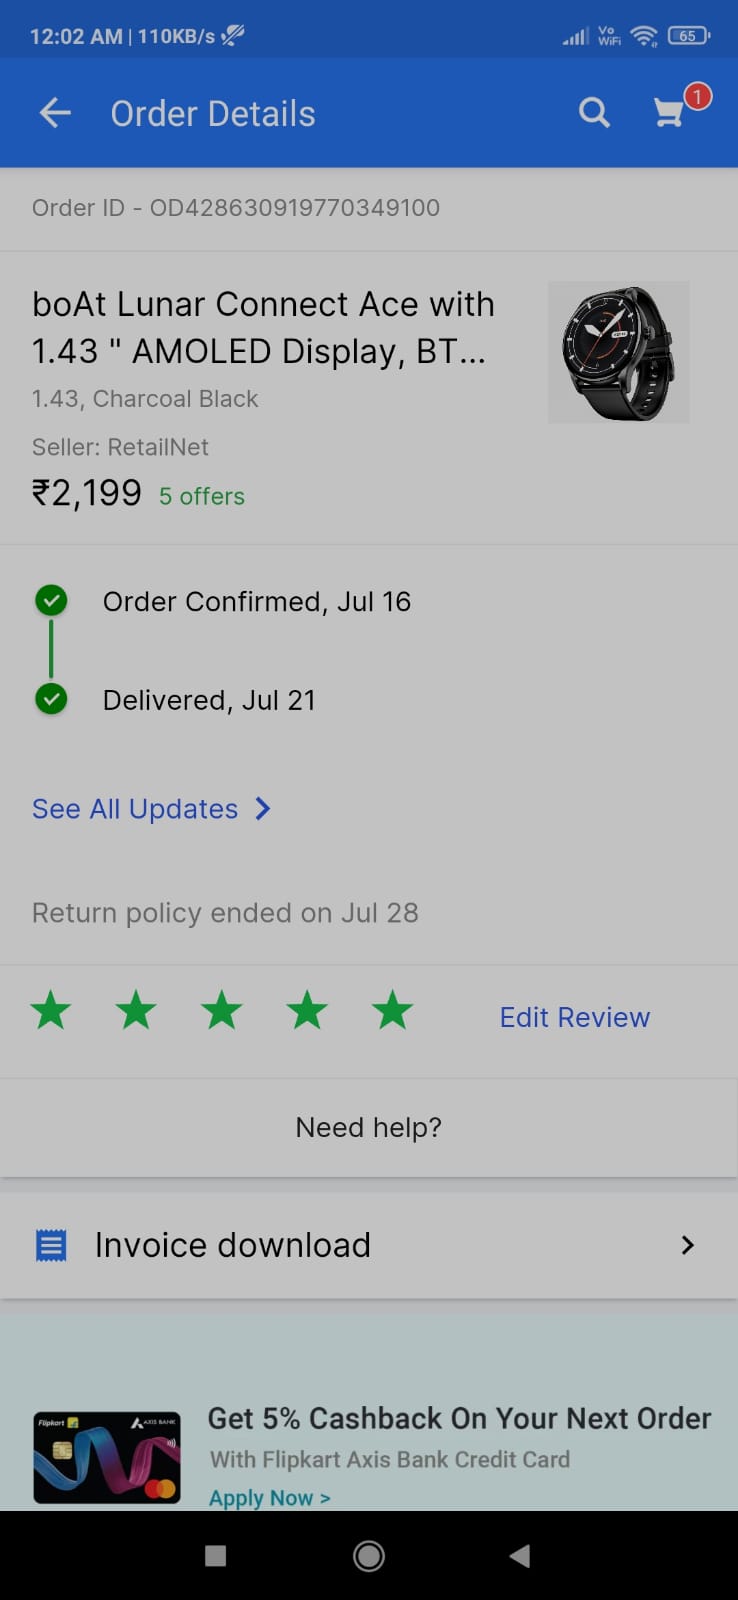 12:02 AM | 110KB/s
Vo
WiFi
65
Order Details
1
Order ID - OD428630919770349100
boAt Lunar Connect Ace with
1.43 " AMOLED Display, BT...
1.43, Charcoal Black
Seller: RetailNet
₹2,199 5 offers
Order Confirmed, Jul 16
Delivered, Jul 21
See All Updates
Return policy ended on Jul 28
Edit Review
Need help?
Invoice download
Flipkart
AXIS BANK
Get 5% Cashback On Your Next Order
With Flipkart Axis Bank Credit Card
Apply Now >